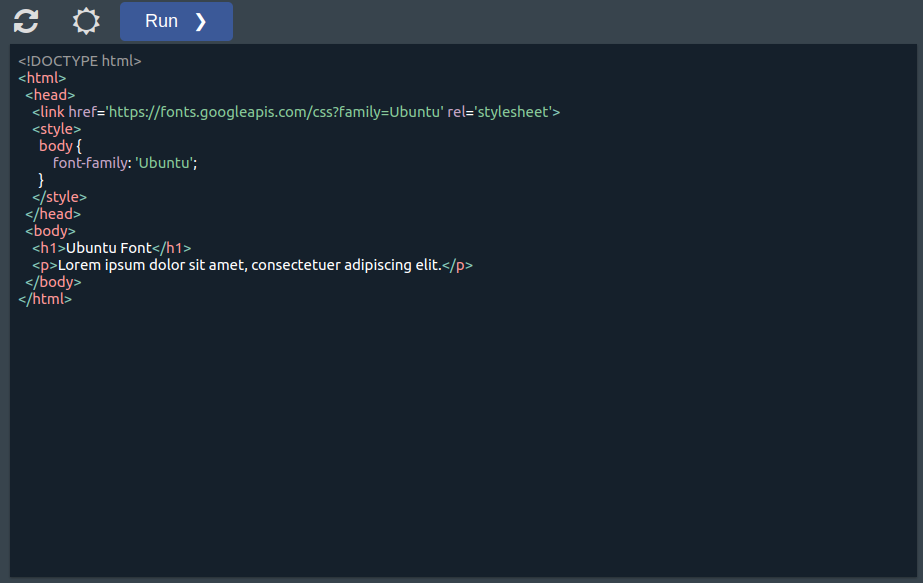 Run ❯
<!DOCTYPE html>
<html>
<head>
<link href='https://fonts.googleapis.com/css?family=Ubuntu' rel='stylesheet'>
<style>
body {
font-family: 'Ubuntu';
}
</style>
</head>
<body>
<h1>Ubuntu Font</h1>
<p>Lorem ipsum dolor sit amet, consectetuer adipiscing elit.</p>
</body>
</html>